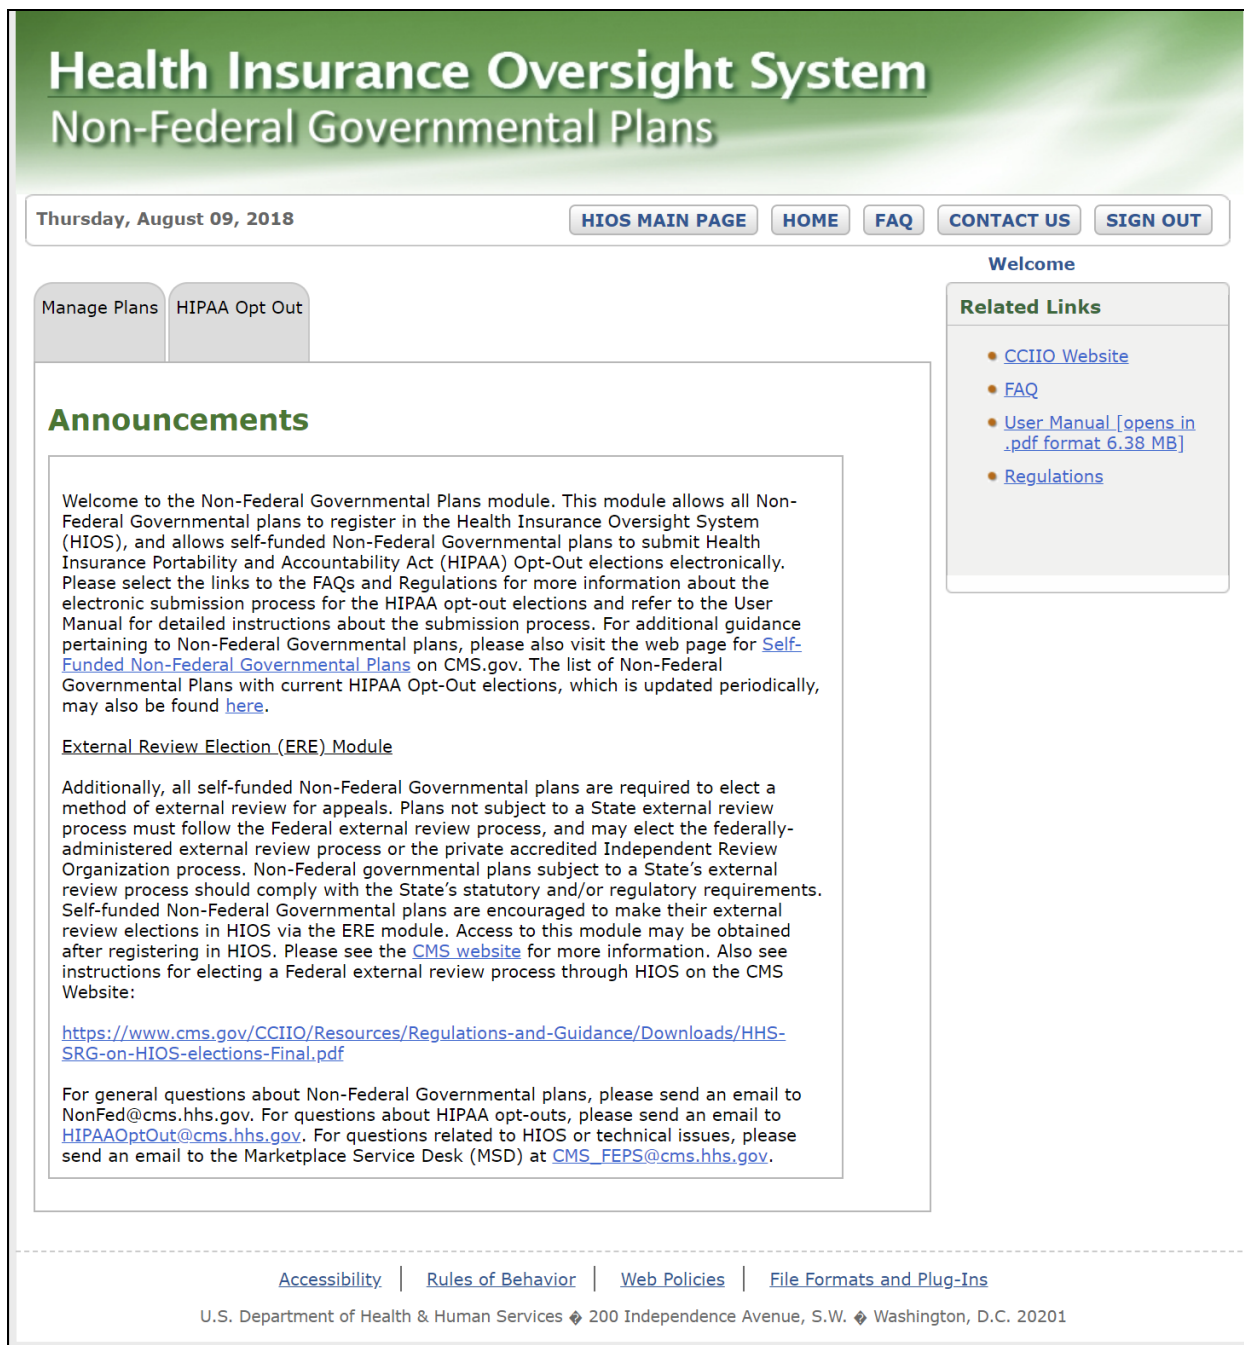 Health Insurance Oversight System
Non-Federal Governmental Plans
Thursday, August 09, 2018
HIOS MAIN PAGE
HOME
FAQ
CONTACT US
SIGN OUT
Welcome
Manage Plans
HIPAA Opt Out
Announcements
Welcome to the Non-Federal Governmental Plans module. This module allows all Non-
Federal Governmental plans to register in the Health Insurance Oversight System
(HIOS), and allows self-funded Non-Federal Governmental plans to submit Health
Insurance Portability and Accountability Act (HIPAA) Opt-Out elections electronically.
Please select the links to the FAQs and Regulations for more information about the
electronic submission process for the HIPAA opt-out elections and refer to the User
Manual for detailed instructions about the submission process. For additional guidance
pertaining to Non-Federal Governmental plans, please also visit the web page for Self-
Funded Non-Federal Governmental Plans on CMS.gov. The list of Non-Federal
Governmental Plans with current HIPAA Opt-Out elections, which is updated periodically,
may also be found here.
External Review Election (ERE) Module
Additionally, all self-funded Non-Federal Governmental plans are required to elect a
method of external review for appeals. Plans not subject to a State external review
process must follow the Federal external review process, and may elect the federally-
administered external review process or the private accredited Independent Review
Organization process. Non-Federal governmental plans subject to a State’s external
review process should comply with the State’s statutory and/or regulatory requirements.
Self-funded Non-Federal Governmental plans are encouraged to make their external
review elections in HIOS via the ERE module. Access to this module may be obtained
after registering in HIOS. Please see the CMS website for more information. Also see
instructions for electing a Federal external review process through HIOS on the CMS
Website:
https://www.cms.gov/CCIIO/Resources/Regulations-and-Guidance/Downloads/HHS-
SRG-on-HIOS-elections-Final.pdf
For general questions about Non-Federal Governmental plans, please send an email to
NonFed@cms.hhs.gov. For questions about HIPAA opt-outs, please send an email to
HIPAAOptOut@cms.hhs.gov. For questions related to HIOS or technical issues, please
send an email to the Marketplace Service Desk (MSD) at CMS_FEPS@cms.hhs.gov.
Related Links
CCIIO Website
FAQ
User Manual [opens in
.pdf format 6.38 MB]
Regulations
Accessibility | Rules of Behavior | Web Policies | File Formats and Plug-Ins
U.S. Department of Health & Human Services � 200 Independence Avenue, S.W. � Washington, D.C. 20201